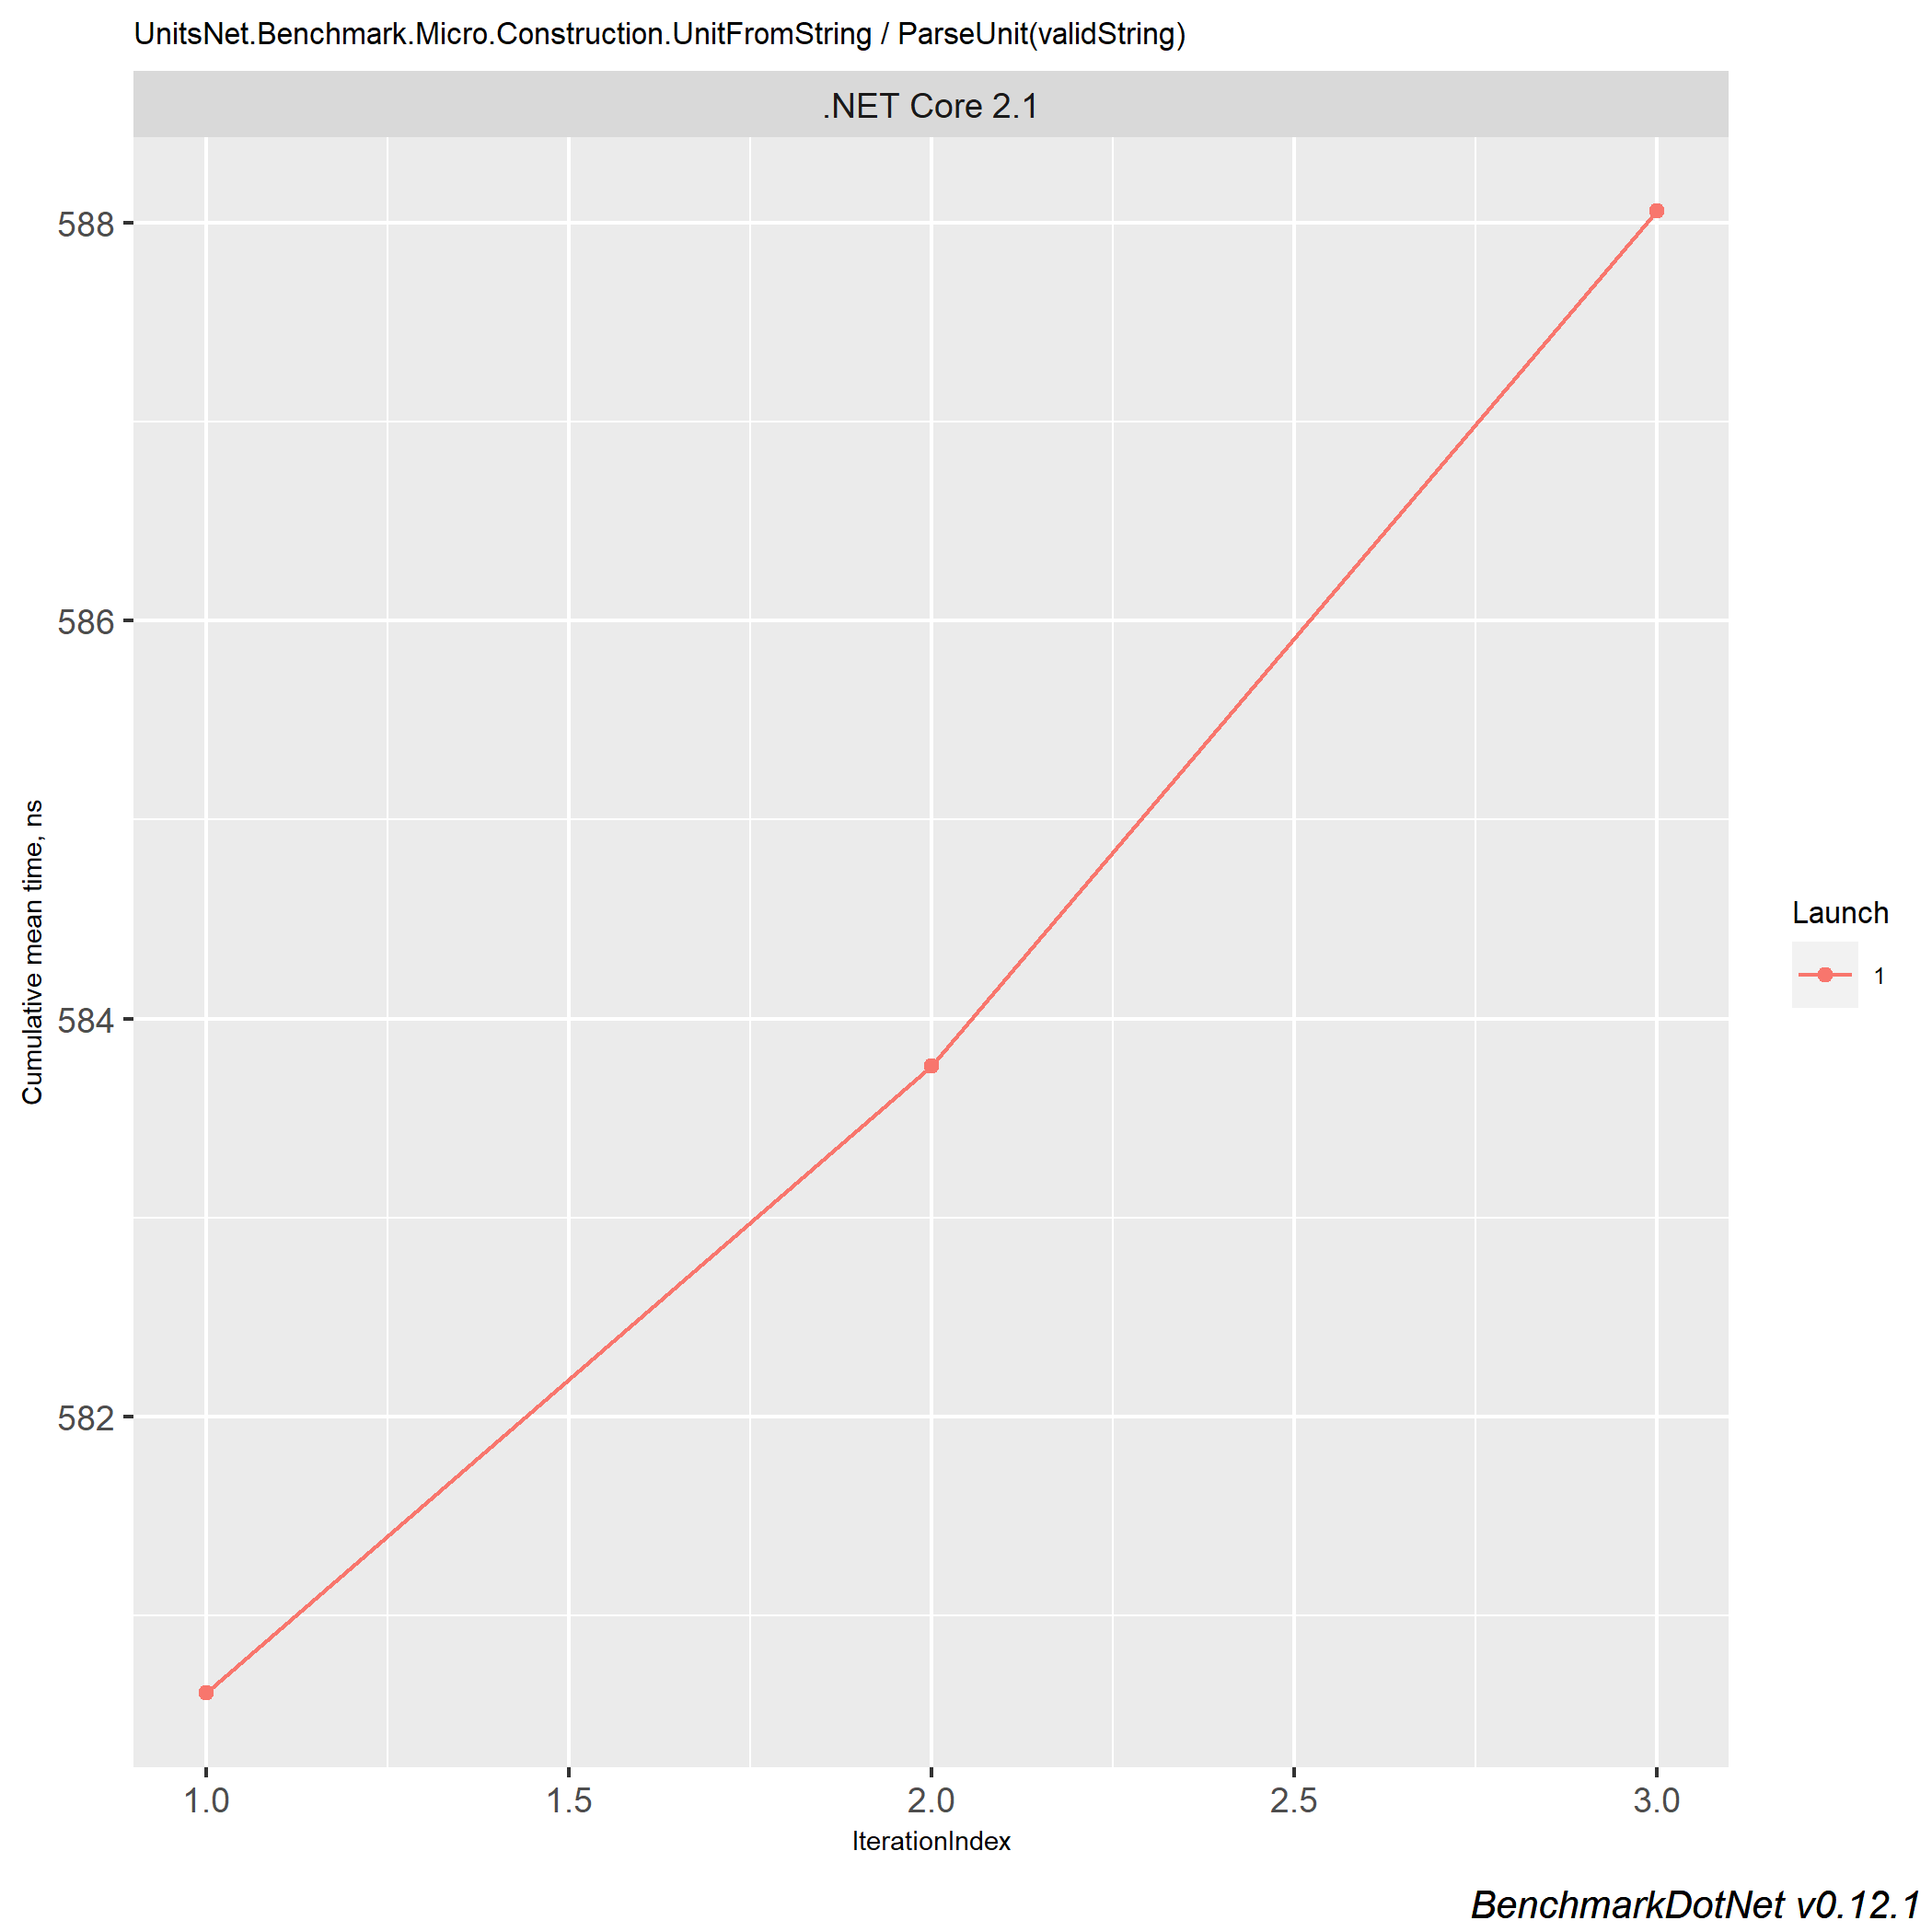 UnitsNet.Benchmark.Micro.Construction.UnitFromString / ParseUnit(validString)
.NET Core 2.1
588
586
584
582
Cumulative mean time, ns
1.0 1.5 2.0 2.5 3.0
IterationIndex
Launch
1
BenchmarkDotNet v0.12.1